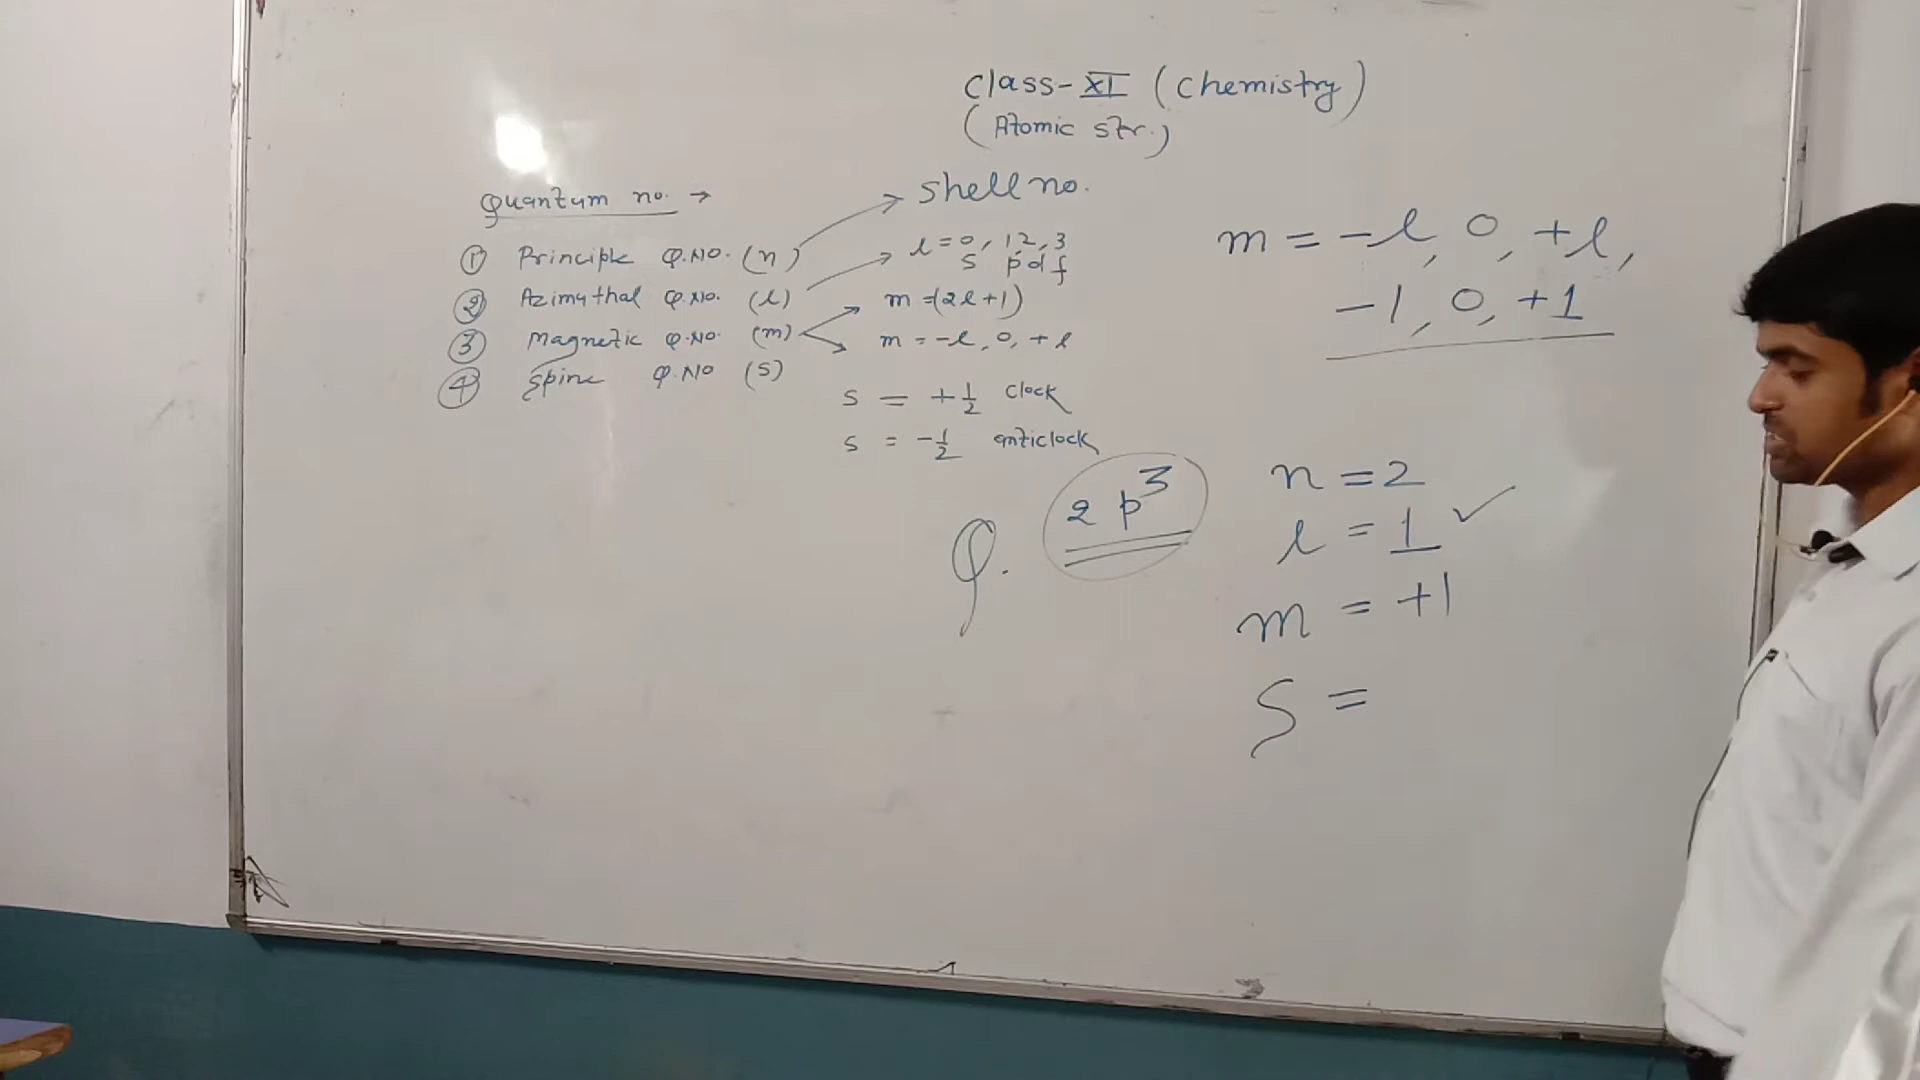 Class-XI (Chemistry)
(Atomic Str.)
Quantum no. →
① Principle Q.NO. (n)
② Azimuthal Q.NO. (l)
③ Magnetic Q.NO. (m)
④ Spine Q.NO (S)
Shell no.
l = 0, 1 2, 3
s p d f
m = (2l+1)
m = -l, 0, +l
s = +1/2 clock
s = -1/2 anticlock
m = -l, 0, +l,
-1, 0, +1
Q. 2p³
n = 2
l = 1 ✓
m = +1
S =